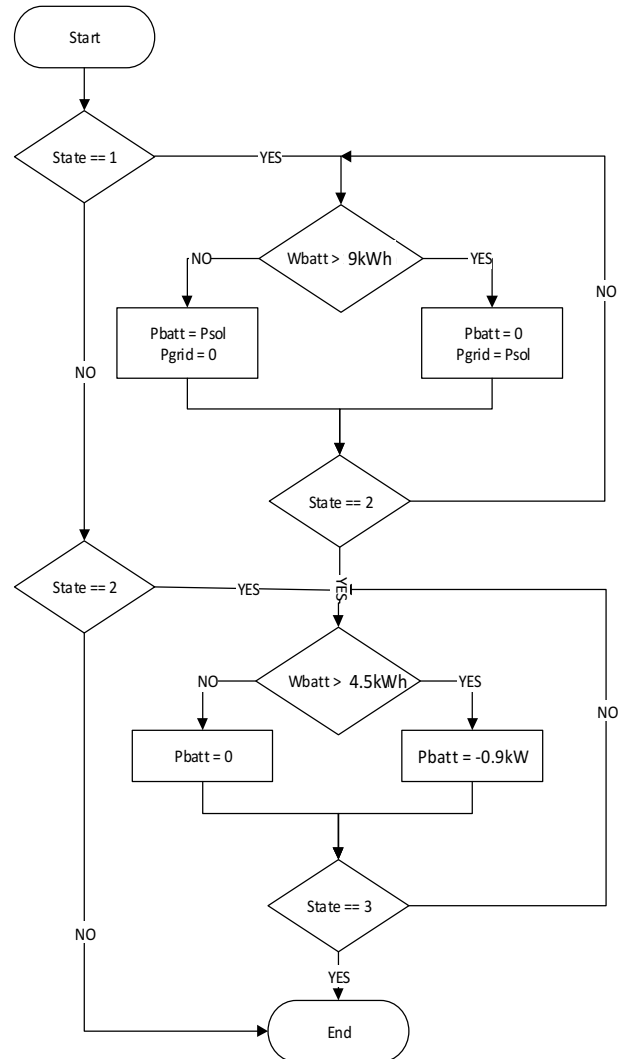 Start
State == 1
YES
Wbatt > 9kWh
NO
YES
NO
Pbatt = Psol
Pgrid = 0
Pbatt = 0
Pgrid = Psol
NO
State == 2
State == 2
YES
YES
Wbatt > 4.5kWh
NO
YES
NO
Pbatt = 0
Pbatt = -0.9kW
State == 3
NO
YES
End